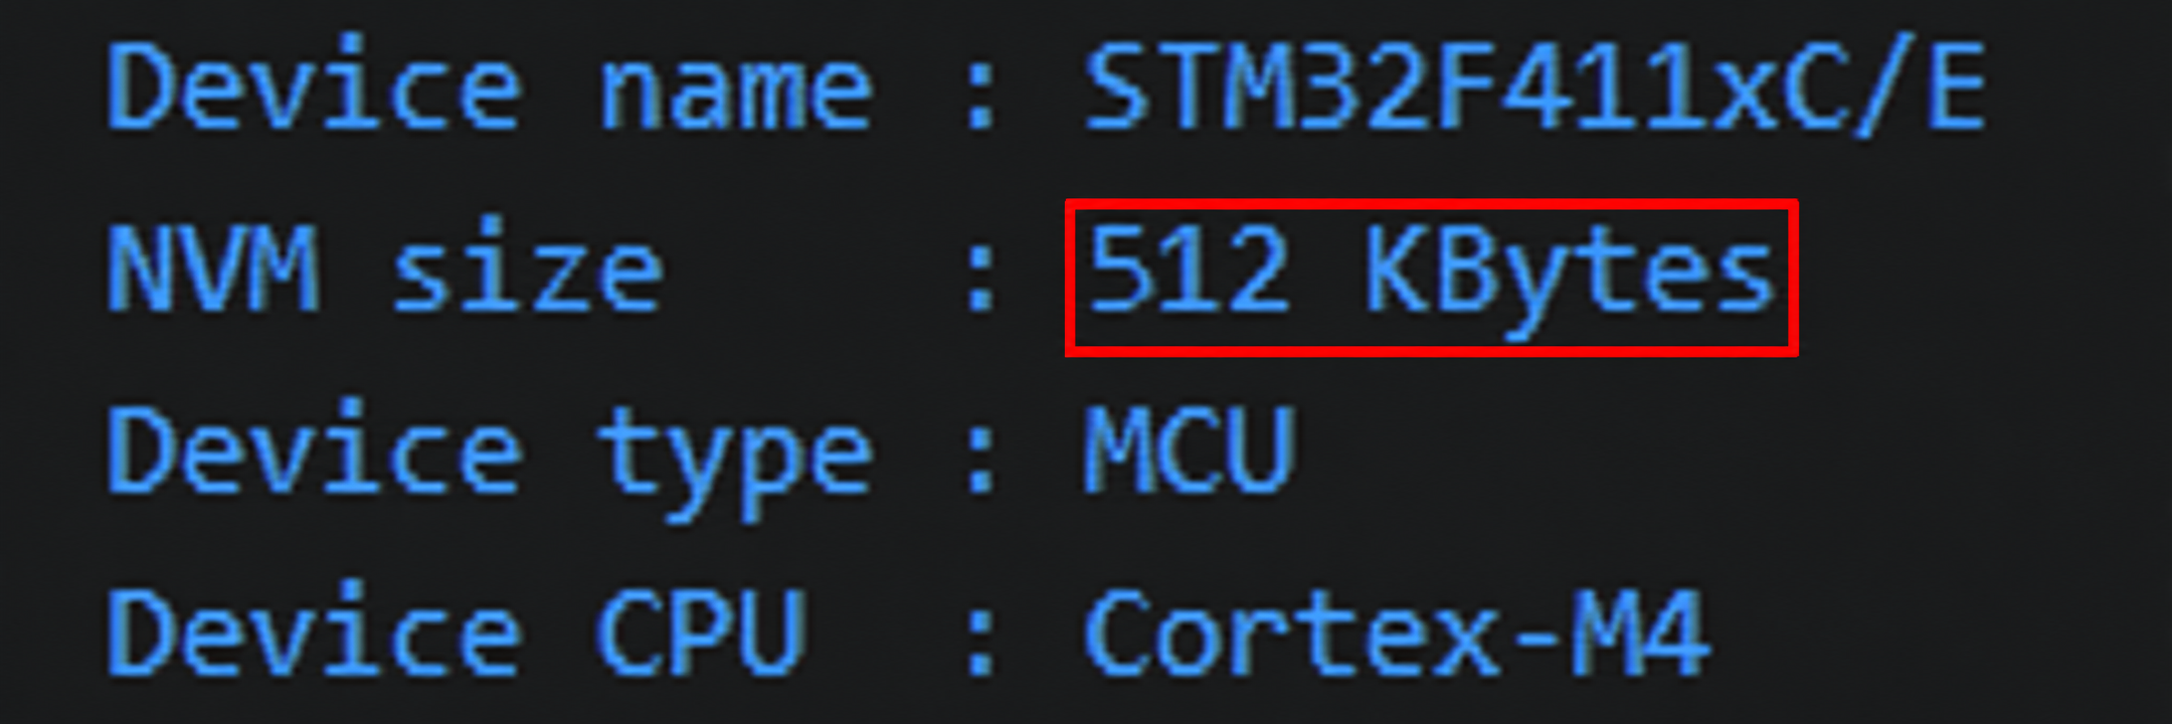 Device name : STM32F411xC/E
NVM size : 512 KBytes
Device type : MCU
Device CPU : Cortex-M4